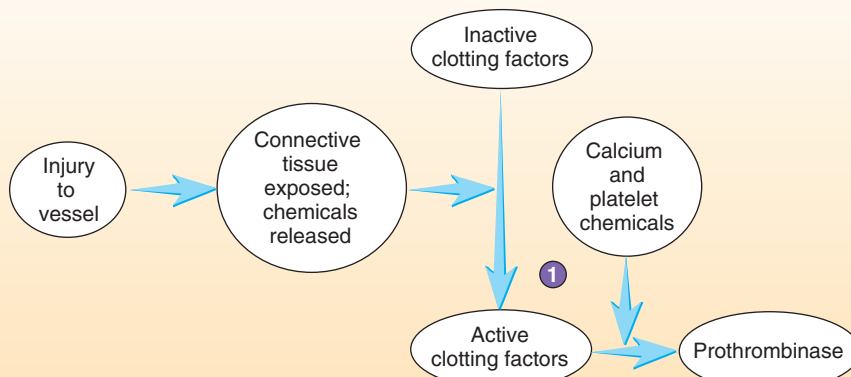 Inactive
clotting factors
Injury
to
vessel
Connective
tissue
exposed;
chemicals
released
Calcium
and
platelet
chemicals
1
Active
clotting factors
Prothrombinase